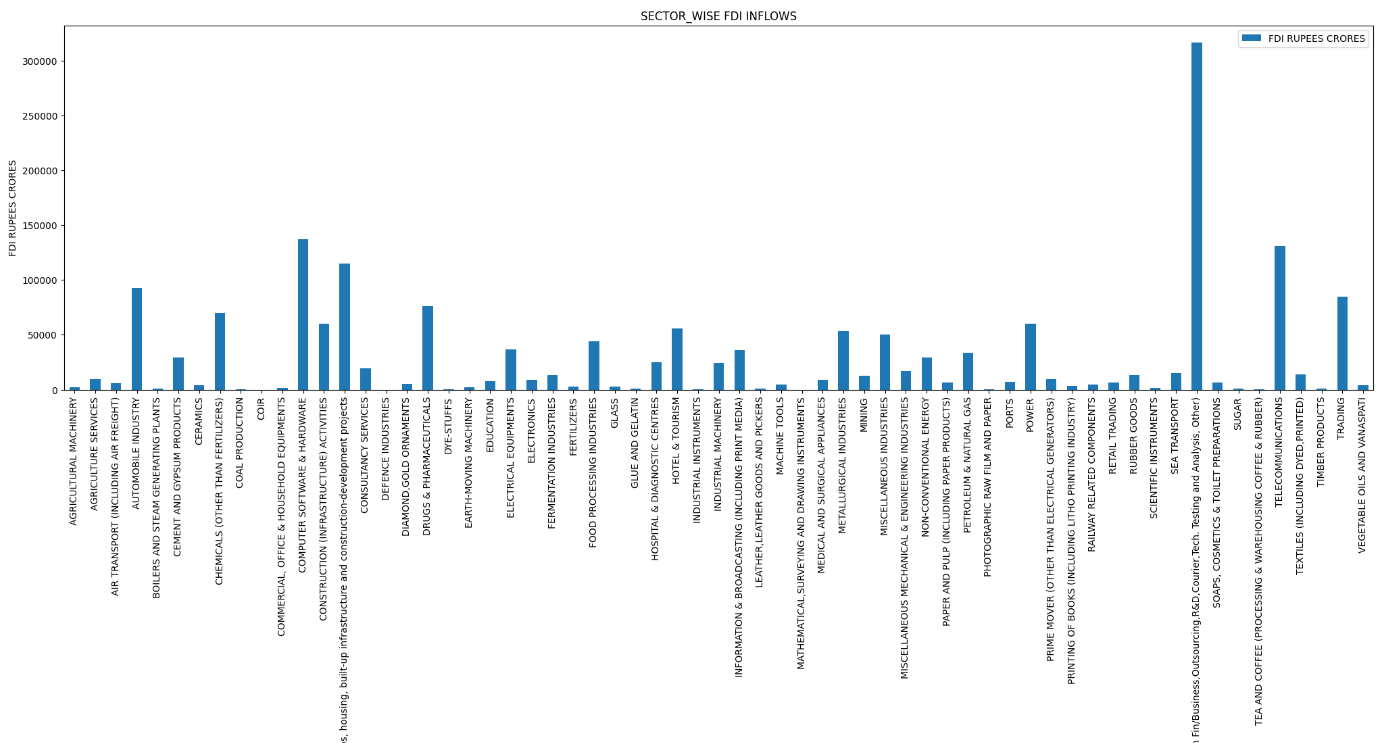 SECTOR_WISE FDI INFLOWS
FDI RUPEES CRORES
FDI RUPEES CRORES
300000
250000
200000
150000
100000
50000
0
AGRICULTURAL MACHINERY
AGRICULTURE SERVICES
AIR TRANSPORT (INCLUDING AIR FREIGHT)
AUTOMOBILE INDUSTRY
BOILERS AND STEAM GENERATING PLANTS
CEMENT AND GYPSUM PRODUCTS
CERAMICS
CHEMICALS (OTHER THAN FERTILIZERS)
COAL PRODUCTION
COIR
COMMERCIAL, OFFICE & HOUSEHOLD EQUIPMENTS
COMPUTER SOFTWARE & HARDWARE
CONSTRUCTION (INFRASTRUCTURE) ACTIVITIES
housing, built-up infrastructure and construction-development projects
CONSULTANCY SERVICES
DEFENCE INDUSTRIES
DIAMOND,GOLD ORNAMENTS
DRUGS & PHARMACEUTICALS
DYE-STUFFS
EARTH-MOVING MACHINERY
EDUCATION
ELECTRICAL EQUIPMENTS
ELECTRONICS
FERMENTATION INDUSTRIES
FERTILIZERS
FOOD PROCESSING INDUSTRIES
GLASS
GLUE AND GELATIN
HOSPITAL & DIAGNOSTIC CENTRES
HOTEL & TOURISM
INDUSTRIAL INSTRUMENTS
INDUSTRIAL MACHINERY
INFORMATION & BROADCASTING (INCLUDING PRINT MEDIA)
LEATHER,LEATHER GOODS AND PICKERS
MACHINE TOOLS
MATHEMATICAL,SURVEYING AND DRAWING INSTRUMENTS
MEDICAL AND SURGICAL APPLIANCES
METALLURGICAL INDUSTRIES
MINING
MISCELLANEOUS INDUSTRIES
MISCELLANEOUS MECHANICAL & ENGINEERING INDUSTRIES
NON-CONVENTIONAL ENERGY
PAPER AND PULP (INCLUDING PAPER PRODUCTS)
PETROLEUM & NATURAL GAS
PHOTOGRAPHIC RAW FILM AND PAPER
PORTS
POWER
PRIME MOVER (OTHER THAN ELECTRICAL GENERATORS)
PRINTING OF BOOKS (INCLUDING LITHO PRINTING INDUSTRY)
RAILWAY RELATED COMPONENTS
RETAIL TRADING
RUBBER GOODS
SCIENTIFIC INSTRUMENTS
SEA TRANSPORT
Fin/Business,Outsourcing,R&D,Courier,Tech. Testing and Analysis, Other)
SOAPS, COSMETICS & TOILET PREPARATIONS
SUGAR
TEA AND COFFEE (PROCESSING & WAREHOUSING COFFEE & RUBBER)
TELECOMMUNICATIONS
TEXTILES (INCLUDING DYED,PRINTED)
TIMBER PRODUCTS
TRADING
VEGETABLE OILS AND VANASPATI